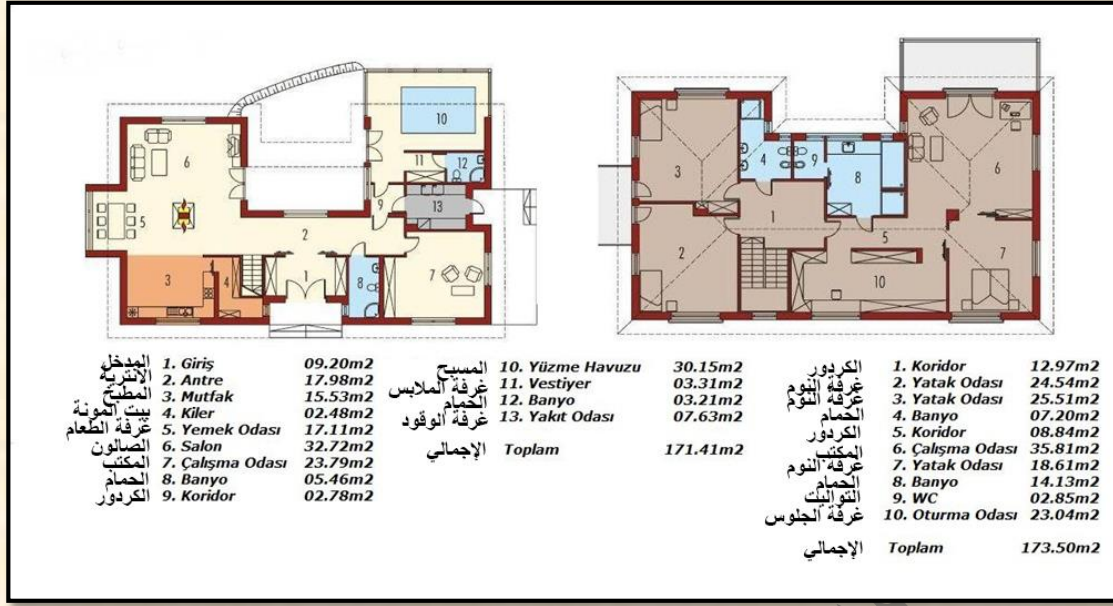 6
10
11
12
5
9
13
2
3
4
1
8
7
3
4
9
8
6
1
5
2
10
7
المدخل 1. Giriş 09.20m2
الأنترية 2. Antre 17.98m2
المطبخ 3. Mutfak 15.53m2
بيت المونة 4. Kiler 02.48m2
غرفة الطعام 5. Yemek Odası 17.11m2
الصالون 6. Salon 32.72m2
المكتب 7. Çalışma Odası 23.79m2
الحمام 8. Banyo 05.46m2
الكردور 9. Koridor 02.78m2
المسبح 10. Yüzme Havuzu 30.15m2
غرفة الملابس 11. Vestiyer 03.31m2
الحمام 12. Banyo 03.21m2
غرفة الوقود 13. Yakıt Odası 07.63m2
الإجمالي Toplam 171.41m2
الكردور 1. Koridor 12.97m2
غرفة النوم 2. Yatak Odası 24.54m2
غرفة النوم 3. Yatak Odası 25.51m2
الحمام 4. Banyo 07.20m2
الكردور 5. Koridor 08.84m2
المكتب 6. Çalışma Odası 35.81m2
غرفة النوم 7. Yatak Odası 18.61m2
الحمام 8. Banyo 14.13m2
التواليت 9. WC 02.85m2
غرفة الجلوس 10. Oturma Odası 23.04m2
الإجمالي Toplam 173.50m2